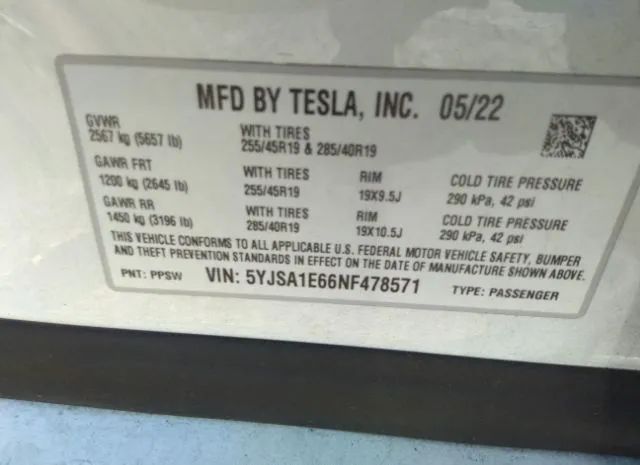 MFD BY TESLA, INC. 05/22
GVWR
2567 kg (5657 lb)
WITH TIRES
255/45R19 & 285/40R19
GAWR FRT
1200 kg (2645 lb)
WITH TIRES
255/45R19
RIM
19X9.5J
COLD TIRE PRESSURE
290 kPa, 42 psi
GAWR RR
1450 kg (3196 lb)
WITH TIRES
285/40R19
RIM
19X10.5J
COLD TIRE PRESSURE
290 kPa, 42 psi
THIS VEHICLE CONFORMS TO ALL APPLICABLE U.S. FEDERAL MOTOR VEHICLE SAFETY, BUMPER
AND THEFT PREVENTION STANDARDS IN EFFECT ON THE DATE OF MANUFACTURE SHOWN ABOVE.
PNT: PPSW VIN: 5YJSA1E66NF478571 TYPE: PASSENGER